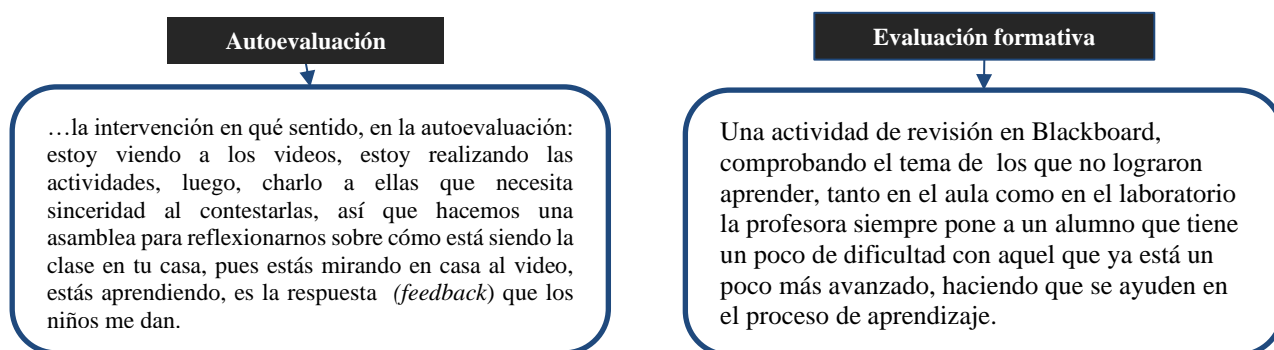 Autoevaluación
…la intervención en qué sentido, en la autoevaluación:
estoy viendo a los videos, estoy realizando las
actividades, luego, charlo a ellas que necesita
sinceridad al contestarlas, así que hacemos una
asamblea para reflexionarnos sobre cómo está siendo la
clase en tu casa, pues estás mirando en casa al video,
estás aprendiendo, es la respuesta (feedback) que los
niños me dan.
Evaluación formativa
Una actividad de revisión en Blackboard,
comprobando el tema de los que no lograron
aprender, tanto en el aula como en el laboratorio
la profesora siempre pone a un alumno que tiene
un poco de dificultad con aquel que ya está un
poco más avanzado, haciendo que se ayuden en
el proceso de aprendizaje.